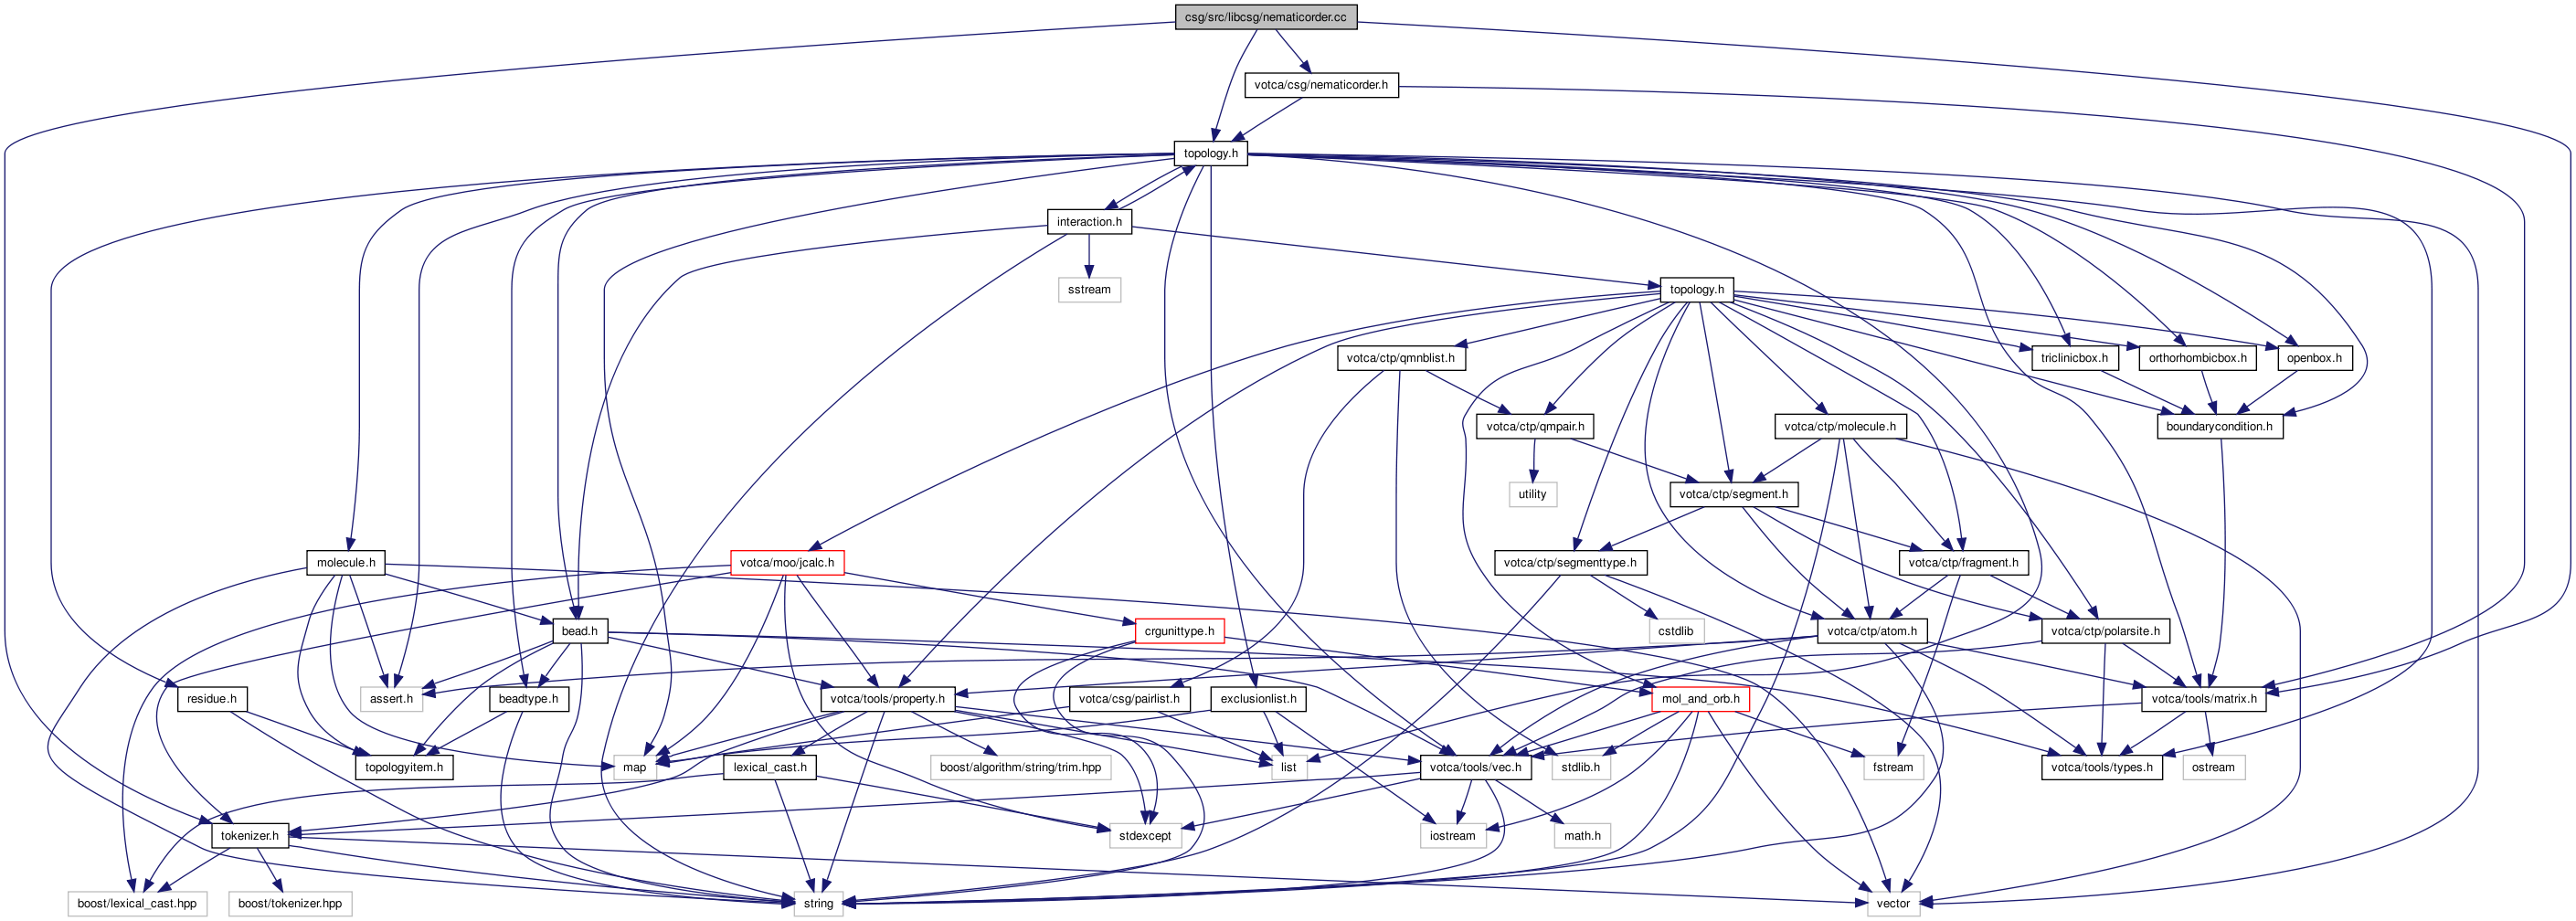 csg/src/libcsg/nematicorder.cc
votca/csg/nematicorder.h
topology.h
interaction.h
sstream
topology.h
votca/ctp/qmnblist.h
triclinicbox.h
orthorhombicbox.h
openbox.h
votca/ctp/qmpair.h
votca/ctp/molecule.h
boundarycondition.h
utility
votca/ctp/segment.h
molecule.h
votca/moo/jcalc.h
votca/ctp/segmenttype.h
votca/ctp/fragment.h
bead.h
crgunittype.h
cstdlib
votca/ctp/atom.h
votca/ctp/polarsite.h
residue.h
assert.h
beadtype.h
votca/tools/property.h
votca/csg/pairlist.h
exclusionlist.h
mol_and_orb.h
votca/tools/matrix.h
topologyitem.h
map
lexical_cast.h
boost/algorithm/string/trim.hpp
list
votca/tools/vec.h
stdlib.h
fstream
votca/tools/types.h
ostream
tokenizer.h
stdexcept
iostream
math.h
boost/lexical_cast.hpp
boost/tokenizer.hpp
string
vector